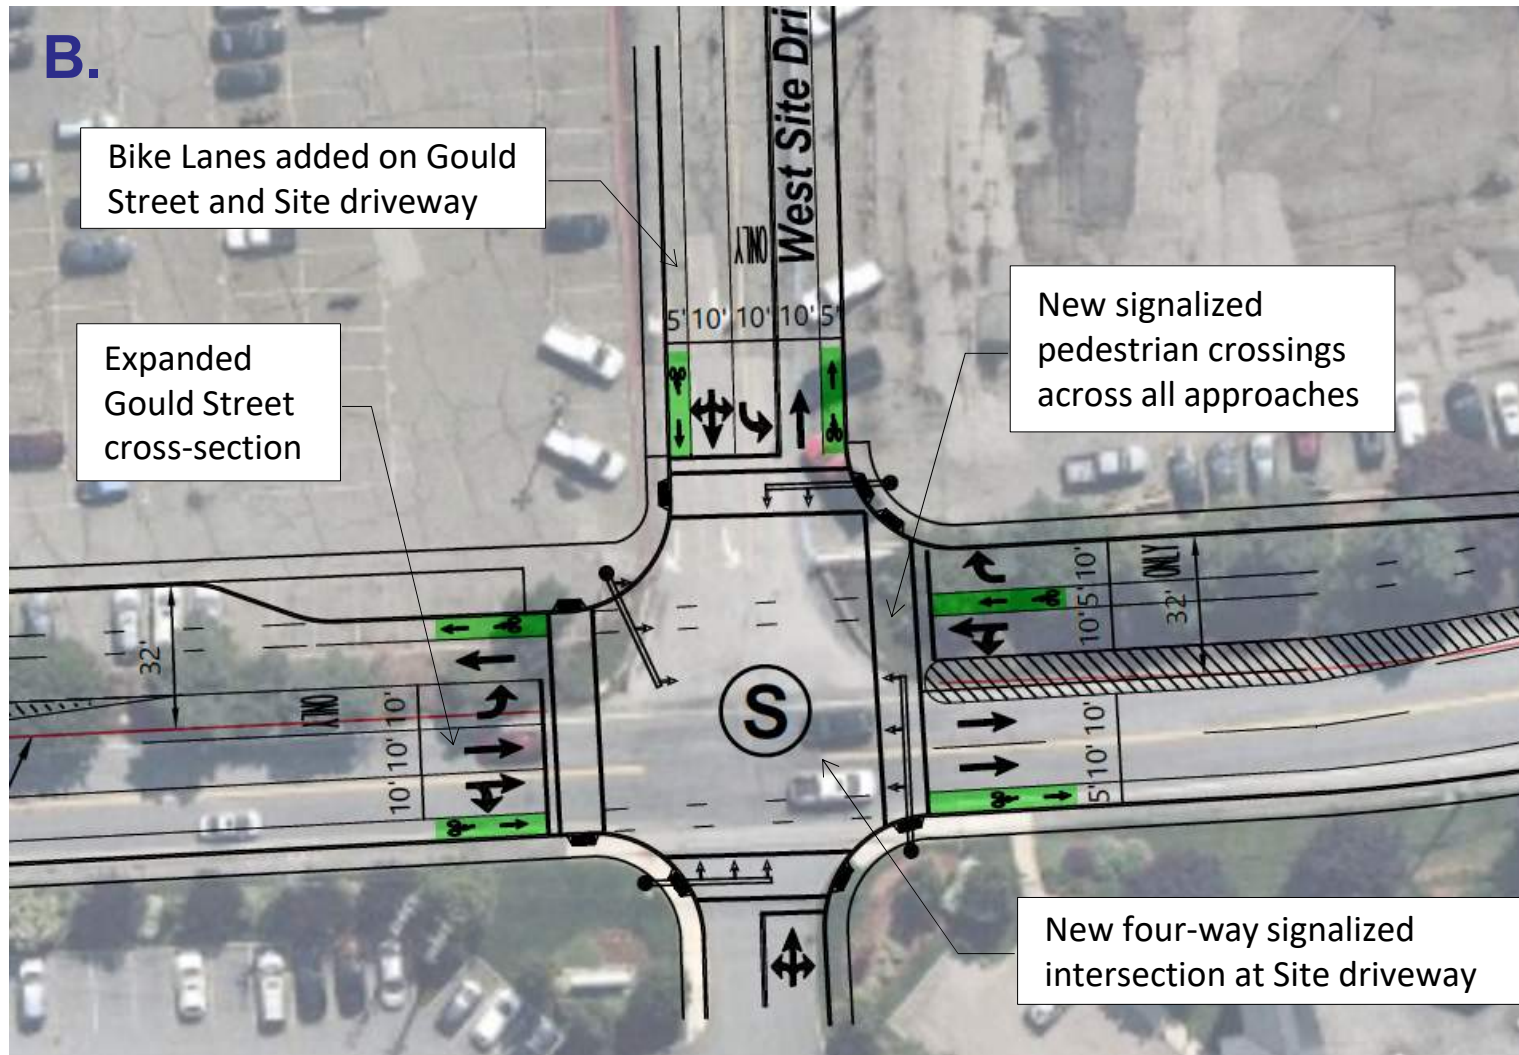 B.
West Site Dri
Bike Lanes added on Gould
Street and Site driveway
ONLY
5' 10' 10' 10' 5'
New signalized
pedestrian crossings
across all approaches
Expanded
Gould Street
cross-section
ONLY
10' 5' 10'
32'
32'
ONLY
10' 10' 10'
S
5' 10' 10'
New four-way signalized
intersection at Site driveway